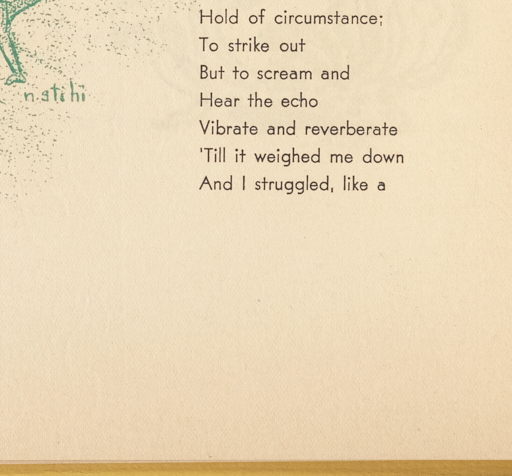 Hold of circumstance;
To strike out
But to scream and
Hear the echo
Vibrate and reverberate
'Till it weighed me down
And I struggled, like a